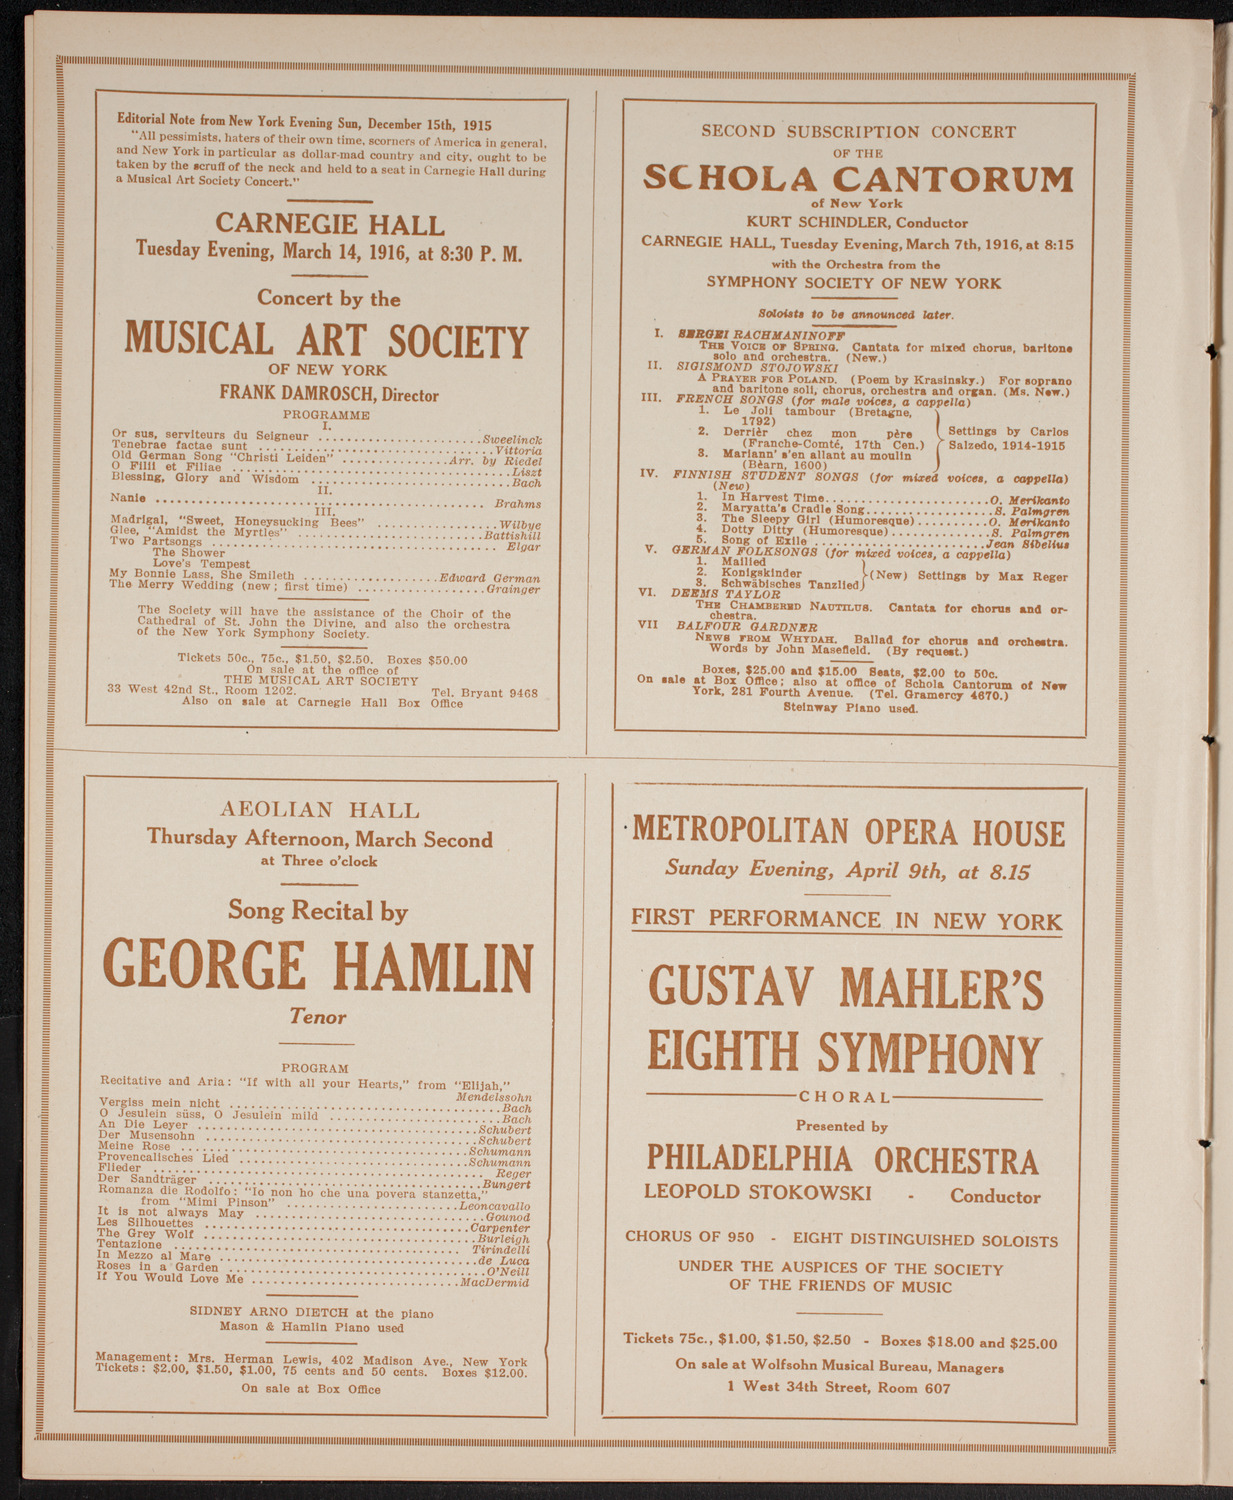 Editorial Note from New York Evening Sun, December 15th, 1915
"All pessimists, haters of their own time, scorners of America in general,
and New York in particular as dollar-mad country and city, ought to be
taken by the scruff of the neck and held to a seat in Carnegie Hall during
a Musical Art Society Concert."
CARNEGIE HALL
Tuesday Evening, March 14, 1916, at 8:30 P. M.
Concert by the
MUSICAL ART SOCIETY
OF NEW YORK
FRANK DAMROSCH, Director
PROGRAMME
I.
Or sus, serviteurs du Seigneur ........................Sweelinck
Tenebrae factae sunt ..................................Vittoria
Old German Song "Christi Leiden" ...............Arr. by Riedel
O Filii et Filiae ........................................Liszt
Blessing, Glory and Wisdom .............................Bach
II.
Nanie .................................................. Brahms
III.
Madrigal, "Sweet, Honeysucking Bees" .................Wilbye
Glee, "Amidst the Myrtles" ..........................Battishill
Two Partsongs .......................................... Elgar
The Shower
Love's Tempest
My Bonnie Lass, She Smileth ....................Edward German
The Merry Wedding (new; first time) ..................Grainger
The Society will have the assistance of the Choir of the
Cathedral of St. John the Divine, and also the orchestra
of the New York Symphony Society.
Tickets 50c., 75c., $1.50, $2.50. Boxes $50.00
On sale at the office of
THE MUSICAL ART SOCIETY
33 West 42nd St., Room 1202. Tel. Bryant 9468
Also on sale at Carnegie Hall Box Office
SECOND SUBSCRIPTION CONCERT
OF THE
SCHOLA CANTORUM
of New York
KURT SCHINDLER, Conductor
CARNEGIE HALL, Tuesday Evening, March 7th, 1916, at 8:15
with the Orchestra from the
SYMPHONY SOCIETY OF NEW YORK
Soloists to be announced later.
I. SERGEI RACHMANINOFF
THE VOICE OF SPRING. Cantata for mixed chorus, baritone
solo and orchestra. (New.)
II. SIGISMOND STOJOWSKI
A PRAYER FOR POLAND. (Poem by Krasinsky.) For soprano
and baritone soli, chorus, orchestra and organ. (Ms. New.)
III. FRENCH SONGS (for male voices, a cappella)
1. Le Joli tambour (Bretagne,
1792)
2. Derrièr chez mon père
(Franche-Comté, 17th Cen.)
3. Mariann' s'en allant au moulin
(Bèarn, 1600)
Settings by Carlos
Salzedo, 1914-1915
IV. FINNISH STUDENT SONGS (for mixed voices, a cappella)
(New)
1. In Harvest Time........................O. Merikanto
2. Maryatta's Cradle Song...................S. Palmgren
3. The Sleepy Girl (Humoresque)..........O. Merikanto
4. Dotty Ditty (Humoresque)...............S. Palmgren
5. Song of Exile ..........................Jean Sibelius
V. GERMAN FOLKSONGS (for mixed voices, a cappella)
1. Mailied
2. Konigskinder
3. Schwäbisches Tanzlied
(New) Settings by Max Reger
VI. DEEMS TAYLOR
THE CHAMBERED NAUTILUS. Cantata for chorus and or-
chestra.
VII BALFOUR GARDNER
NEWS FROM WHYDAH. Ballad for chorus and orchestra.
Words by John Masefield. (By request.)
Boxes, $25.00 and $15.00 Seats, $2.00 to 50c.
On sale at Box Office; also at office of Schola Cantorum of New
York, 281 Fourth Avenue. (Tel. Gramercy 4670.)
Steinway Piano used.
AEOLIAN HALL
Thursday Afternoon, March Second
at Three o'clock
Song Recital by
GEORGE HAMLIN
Tenor
PROGRAM
Recitative and Aria: "If with all your Hearts," from "Elijah,"
Mendelssohn
Vergiss mein nicht ......................................Bach
O Jesulein süss, O Jesulein mild ........................Bach
An Die Leyer .........................................Schubert
Der Musensohn ......................................Schubert
Meine Rose .........................................Schumann
Provencalisches Lied ................................Schumann
Flieder ................................................ Reger
Der Sandträger ......................................Bungert
Romanza die Rodolfo: "Io non ho che una povera stanzetta,"
from "Mimi Pinson" ........................Leoncavallo
It is not always May .................................Gounod
Les Silhouettes ......................................Carpenter
The Grey Wolf ......................................Burleigh
Tentazione .......................................... Tirindelli
In Mezzo al Mare .....................................de Luca
Roses in a Garden .....................................O'Neill
If You Would Love Me ..............................MacDermid
SIDNEY ARNO DIETCH at the piano
Mason & Hamlin Piano used
Management: Mrs. Herman Lewis, 402 Madison Ave., New York
Tickets: $2.00, $1.50, $1.00, 75 cents and 50 cents. Boxes $12.00.
On sale at Box Office
METROPOLITAN OPERA HOUSE
Sunday Evening, April 9th, at 8.15
FIRST PERFORMANCE IN NEW YORK
GUSTAV MAHLER'S
EIGHTH SYMPHONY
CHORAL
Presented by
PHILADELPHIA ORCHESTRA
LEOPOLD STOKOWSKI - Conductor
CHORUS OF 950 - EIGHT DISTINGUISHED SOLOISTS
UNDER THE AUSPICES OF THE SOCIETY
OF THE FRIENDS OF MUSIC
Tickets 75c., $1.00, $1.50, $2.50 - Boxes $18.00 and $25.00
On sale at Wolfsohn Musical Bureau, Managers
1 West 34th Street, Room 607